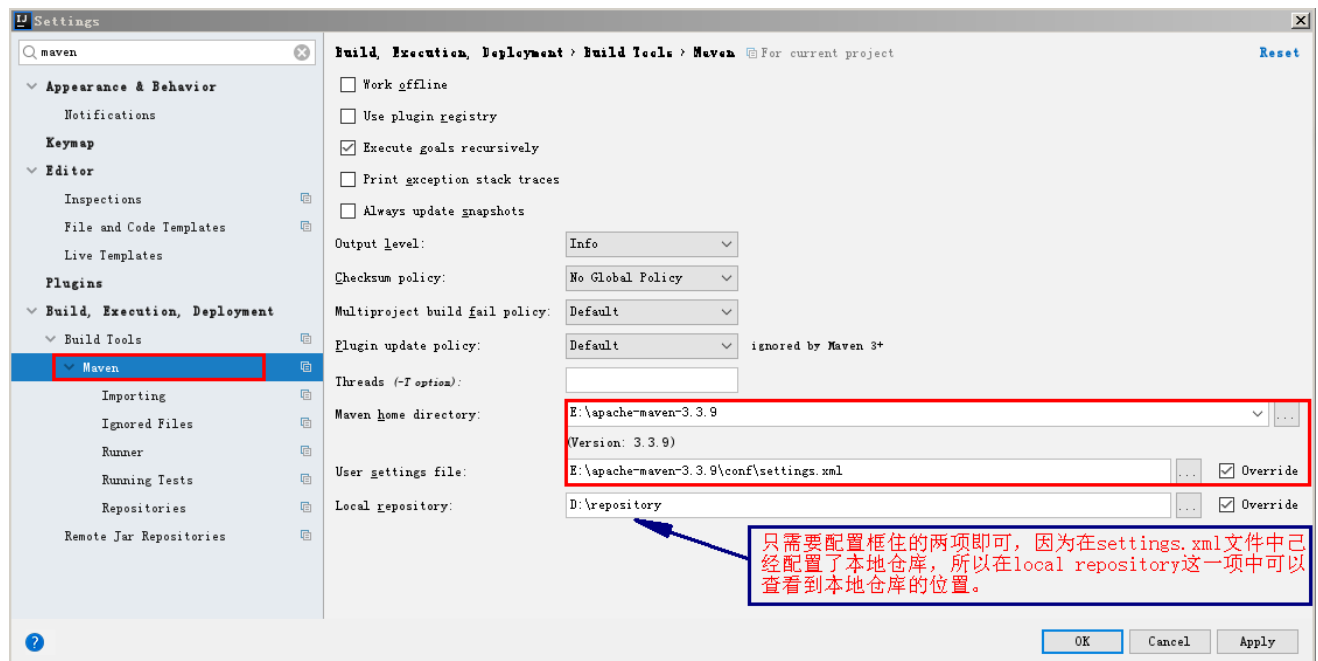 Settings
maven
Appearance & Behavior
Notifications
Keymap
Editor
Inspections
File and Code Templates
Live Templates
Plugins
Build, Execution, Deployment
Build Tools
Maven
Importing
Ignored Files
Runner
Running Tests
Repositories
Remote Jar Repositories
Build, Execution, Deployment › Build Tools › Maven For current project
Reset
Work offline
Use plugin registry
Execute goals recursively
Print exception stack traces
Always update snapshots
Output level: Info
Checksum policy: No Global Policy
Multiproject build fail policy: Default
Plugin update policy: Default ignored by Maven 3+
Threads (-T option):
Maven home directory: E:\apache-maven-3.3.9 ...
(Version: 3.3.9)
User settings file: E:\apache-maven-3.3.9\conf\settings.xml ... Override
Local repository: D:\repository ... Override
只需要配置框住的两项即可，因为在settings.xml文件中已
经配置了本地仓库，所以在local repository这一项中可以
查看到本地仓库的位置。
? OK Cancel Apply